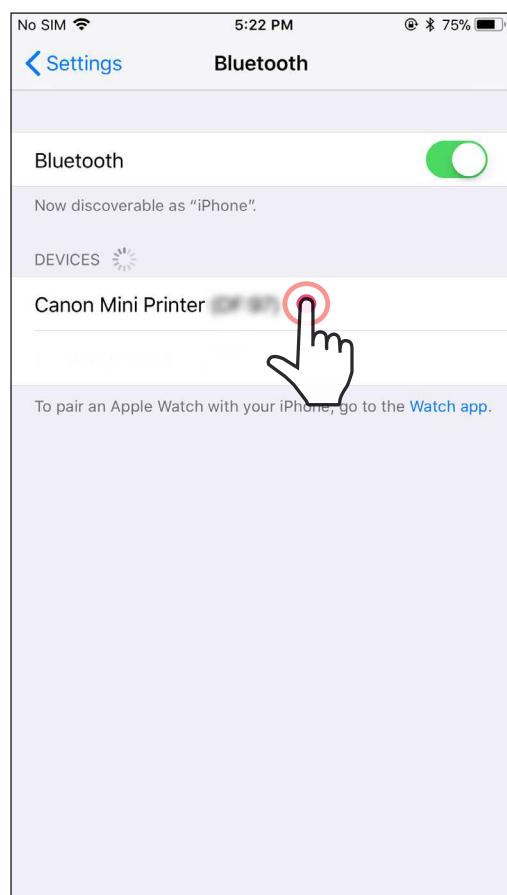 No SIM 5:22 PM 75%
Settings Bluetooth
Bluetooth
Now discoverable as “iPhone”.
DEVICES
Canon Mini Printer
To pair an Apple Watch with your iPhone, go to the Watch app.